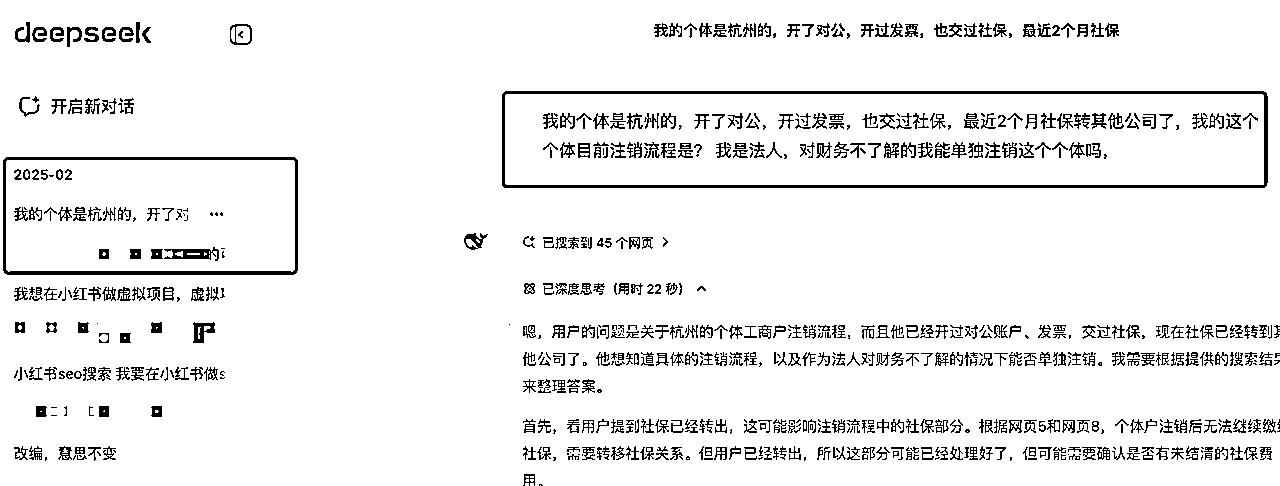 deepseek
开启新对话
2025-02
我的个体是杭州的，开了对
我想在小红书做虚拟项目，虚拟
小红书seo搜索 我要在小红书做s
改编，意思不变
我的个体是杭州的，开了对公，开过发票，也交过社保，最近2个月社保
我的个体是杭州的，开了对公，开过发票，也交过社保，最近2个月社保转其他公司了，我的这个
个体目前注销流程是？ 我是法人，对财务不了解的我能单独注销这个个体吗，
已搜索到 45 个网页
已深度思考（用时 22 秒）
嗯，用户的问题是关于杭州的个体工商户注销流程，而且他已经开过对公账户、发票，交过社保，现在社保已经转到其
他公司了。他想知道具体的注销流程，以及作为法人对财务不了解的情况下能否单独注销。我需要根据提供的搜索结果
来整理答案。
首先，看用户提到社保已经转出，这可能影响注销流程中的社保部分。根据网页5和网页8，个体户注销后无法继续缴纳
社保，需要转移社保关系。但用户已经转出，所以这部分可能已经处理好了，但可能需要确认是否有未结清的社保费
用。